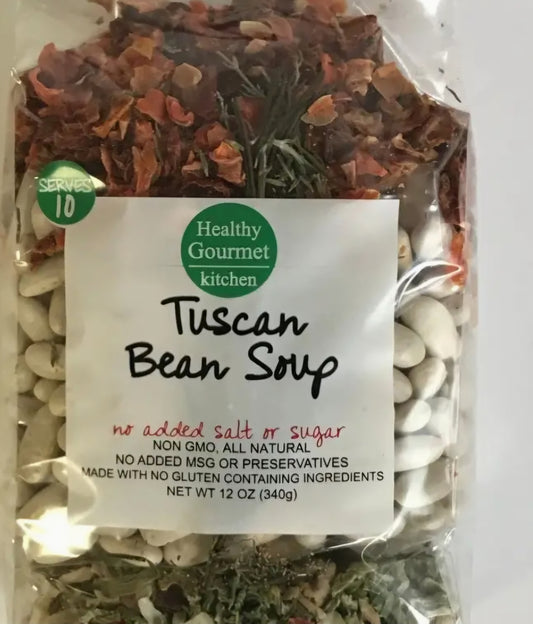 SERVES
10
Healthy
Gourmet
kitchen
Tuscan
Bean Soup
no added salt or sugar
NON GMO, ALL NATURAL
NO ADDED MSG OR PRESERVATIVES
MADE WITH NO GLUTEN CONTAINING INGREDIENTS
NET WT 12 OZ (340g)